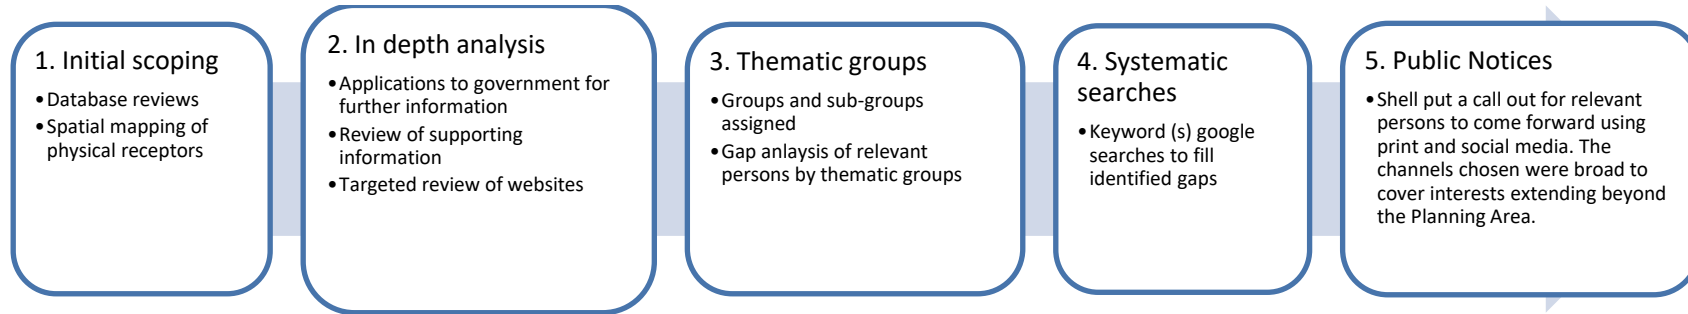 1. Initial scoping
•Database reviews
•Spatial mapping of
physical receptors
2. In depth analysis
•Applications to government for
further information
•Review of supporting
information
•Targeted review of websites
3. Thematic groups
•Groups and sub-groups
assigned
•Gap anlaysis of relevant
persons by thematic groups
4. Systematic
searches
•Keyword (s) google
searches to fill
identified gaps
5. Public Notices
•Shell put a call out for relevant
persons to come forward using
print and social media. The
channels chosen were broad to
cover interests extending beyond
the Planning Area.